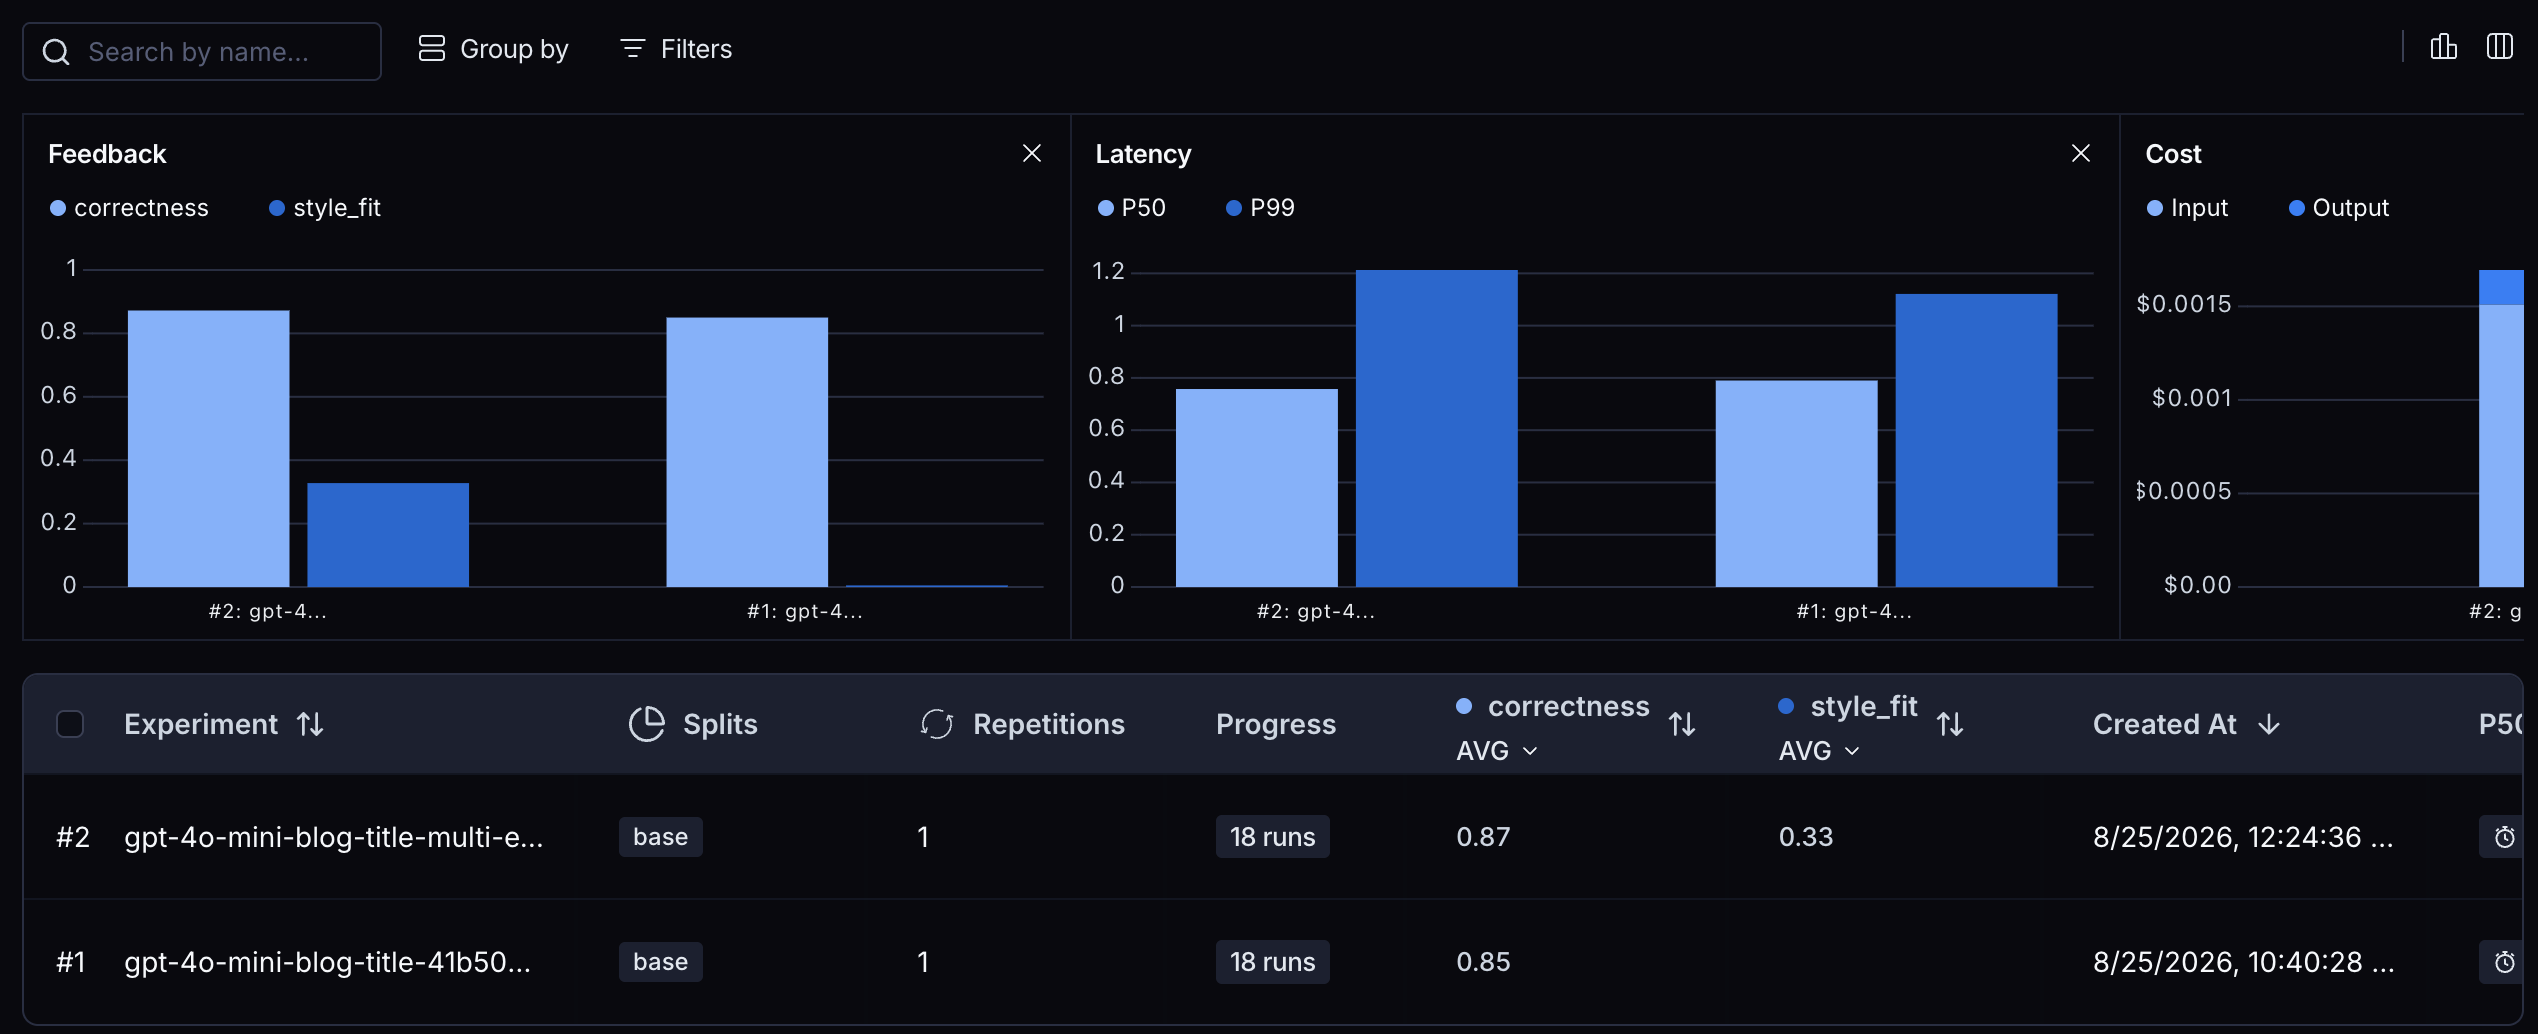 Search by name...
Group by
Filters
Feedback
correctness
style_fit
1
0.8
0.6
0.4
0.2
0
#2: gpt-4...
#1: gpt-4...
Latency
P50
P99
1.2
1
0.8
0.6
0.4
0.2
0
#2: gpt-4...
#1: gpt-4...
Cost
Input
Output
$0.0015
$0.001
$0.0005
$0.00
#2: g
Experiment
Splits
Repetitions
Progress
correctness
AVG
style_fit
AVG
Created At
P50
#2 gpt-4o-mini-blog-title-multi-e... base 1 18 runs 0.87 0.33 8/25/2026, 12:24:36 ...
#1 gpt-4o-mini-blog-title-41b50... base 1 18 runs 0.85 8/25/2026, 10:40:28 ...